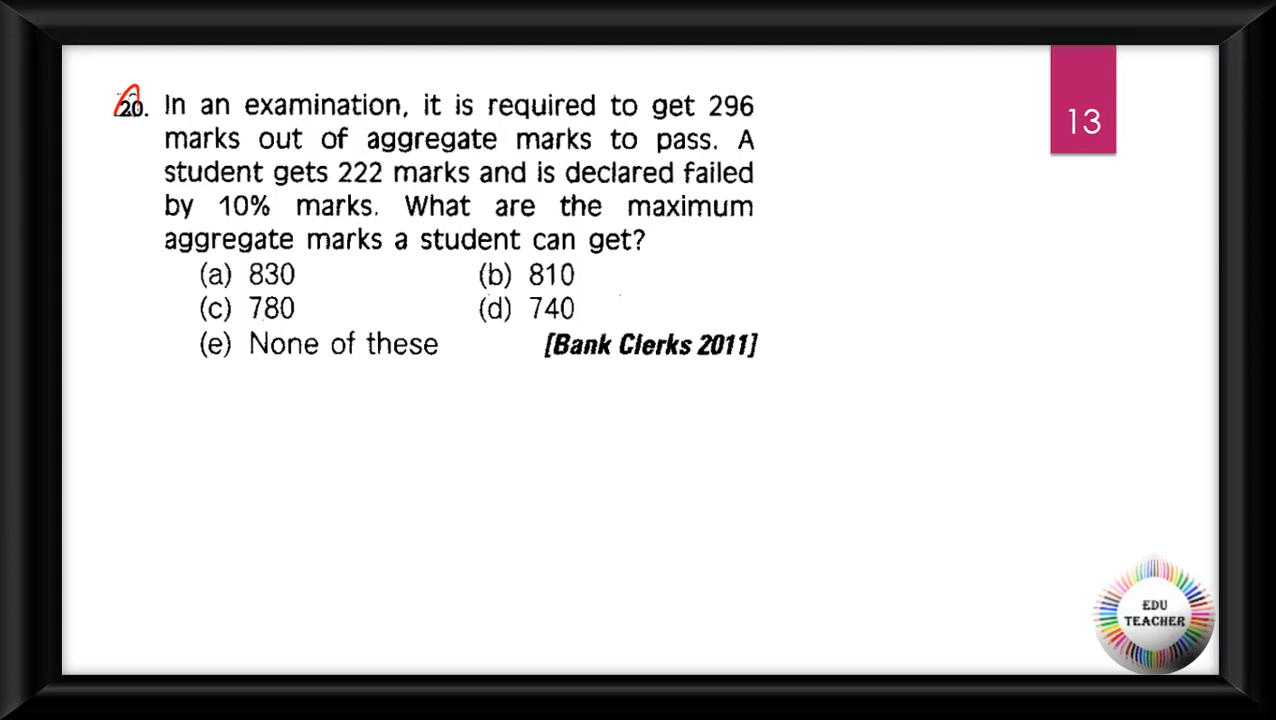 20. In an examination, it is required to get 296
marks out of aggregate marks to pass. A
student gets 222 marks and is declared failed
by 10% marks. What are the maximum
aggregate marks a student can get?
(a) 830 (b) 810
(c) 780 (d) 740
(e) None of these [Bank Clerks 2011]
13
EDU
TEACHER